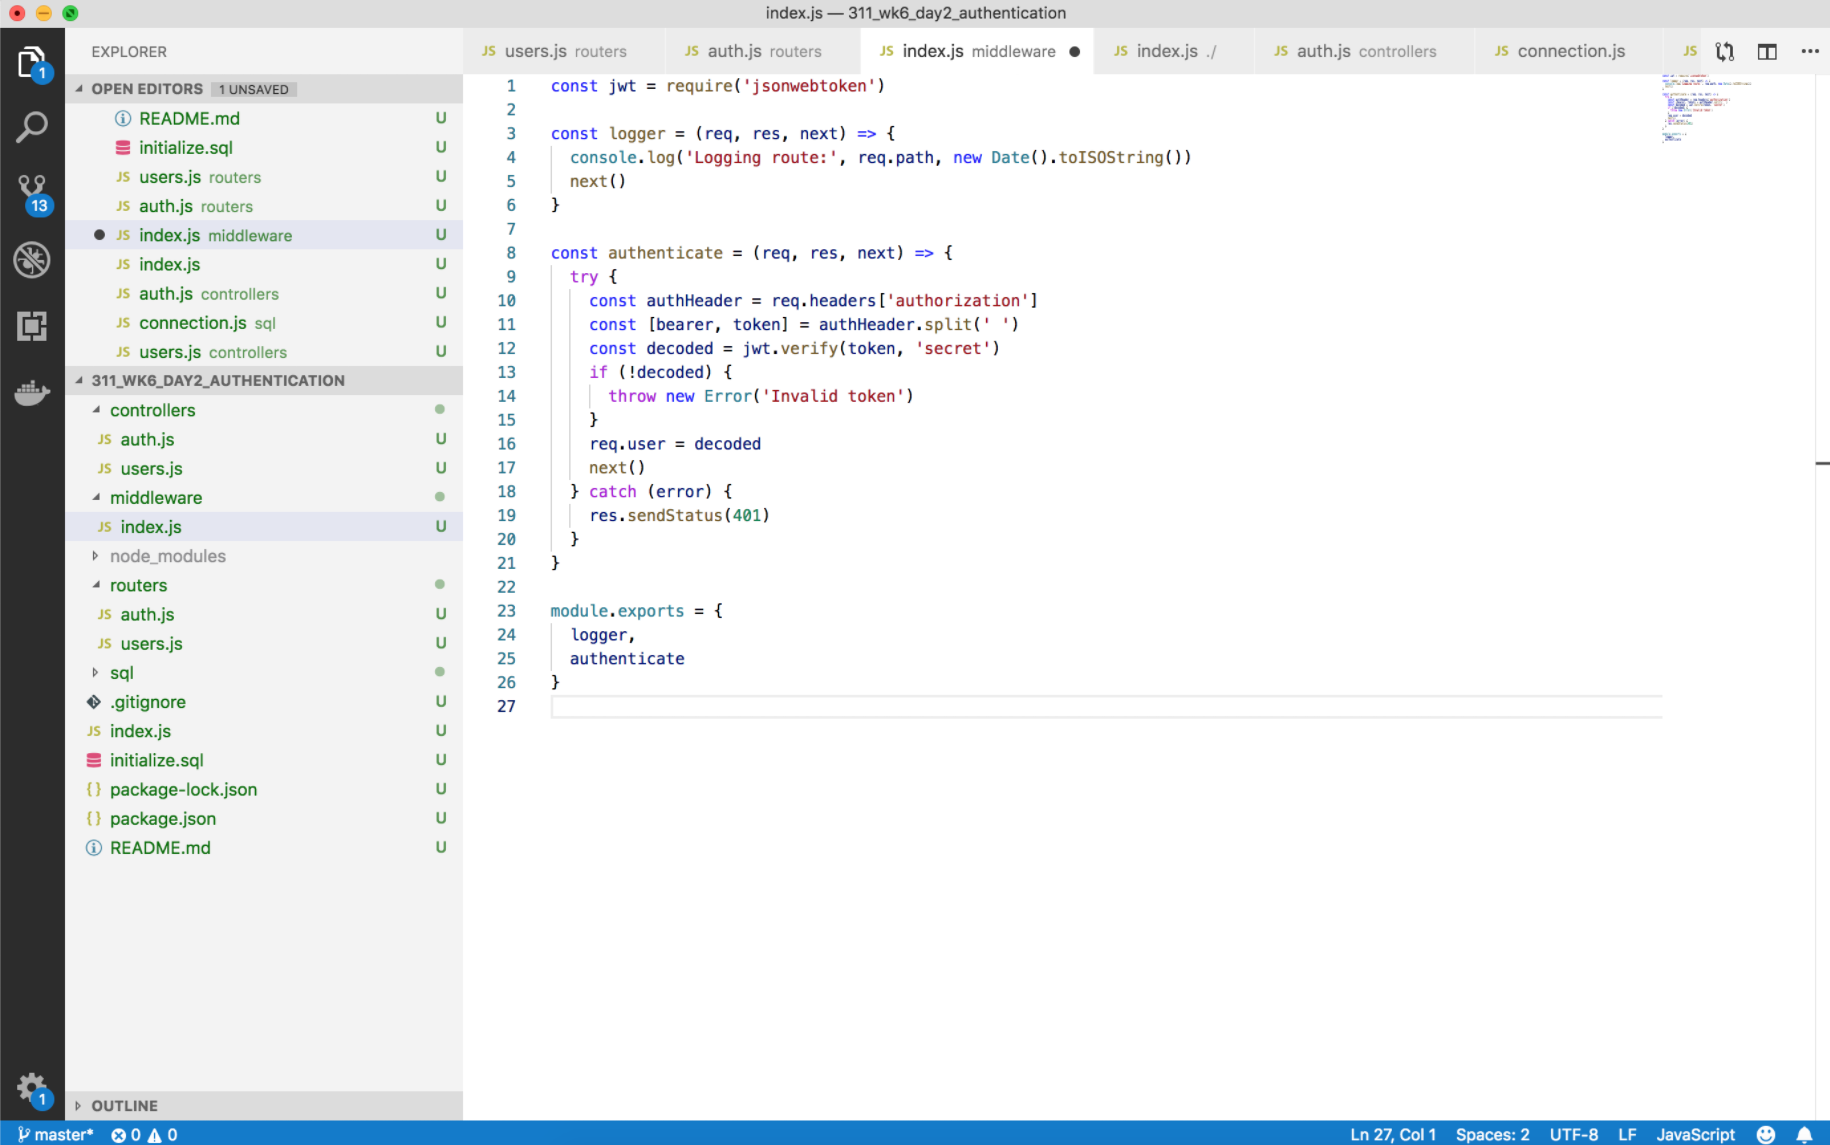 index.js — 311_wk6_day2_authentication
EXPLORER
OPEN EDITORS 1 UNSAVED
README.md U
initialize.sql U
JS users.js routers U
JS auth.js routers U
JS index.js middleware U
JS index.js U
JS auth.js controllers U
JS connection.js sql U
JS users.js controllers U
311_WK6_DAY2_AUTHENTICATION
controllers
JS auth.js U
JS users.js U
middleware
JS index.js U
node_modules
routers
JS auth.js U
JS users.js U
sql
.gitignore U
JS index.js U
initialize.sql U
{} package-lock.json U
{} package.json U
README.md U
OUTLINE
1
13
1
JS users.js routers JS auth.js routers JS index.js middleware JS index.js ./ JS auth.js controllers JS connection.js JS
1 const jwt = require('jsonwebtoken')
2
3 const logger = (req, res, next) => {
4 console.log('Logging route:', req.path, new Date().toISOString())
5 next()
6 }
7
8 const authenticate = (req, res, next) => {
9 try {
10 const authHeader = req.headers['authorization']
11 const [bearer, token] = authHeader.split(' ')
12 const decoded = jwt.verify(token, 'secret')
13 if (!decoded) {
14 throw new Error('Invalid token')
15 }
16 req.user = decoded
17 next()
18 } catch (error) {
19 res.sendStatus(401)
20 }
21 }
22
23 module.exports = {
24 logger,
25 authenticate
26 }
27
master* 0 0 Ln 27, Col 1 Spaces: 2 UTF-8 LF JavaScript